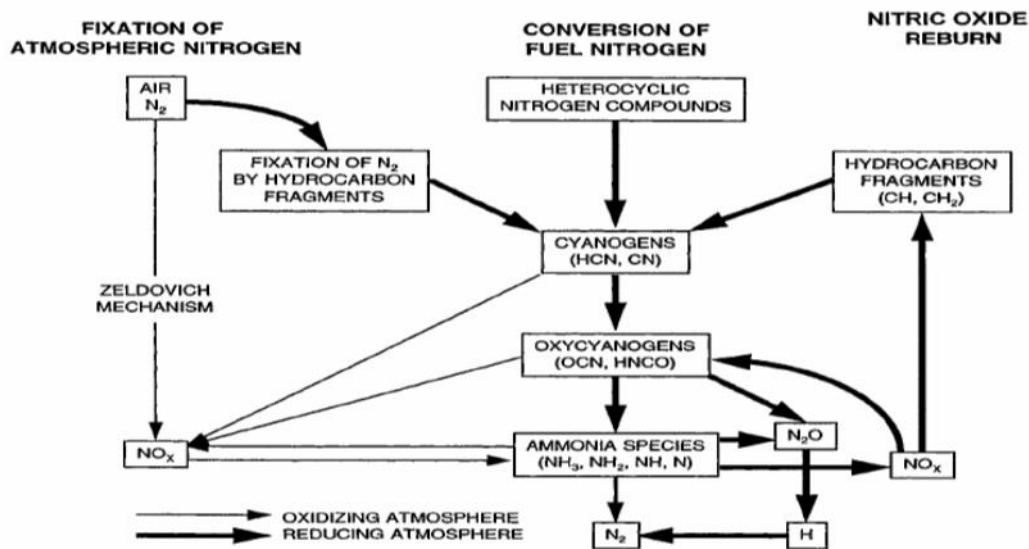 FIXATION OF
ATMOSPHERIC NITROGEN
CONVERSION OF
FUEL NITROGEN
NITRIC OXIDE
REBURN
AIR
N₂
HETEROCYCLIC
NITROGEN COMPOUNDS
FIXATION OF N₂
BY HYDROCARBON
FRAGMENTS
HYDROCARBON
FRAGMENTS
(CH, CH₂)
CYANOGENS
(HCN, CN)
ZELDOVICH
MECHANISM
OXYCYANOGENS
(OCN, HNCO)
N₂O
NOₓ
AMMONIA SPECIES
(NH₃, NH₂, NH, N)
NOₓ
OXIDIZING ATMOSPHERE
REDUCING ATMOSPHERE
N₂
H